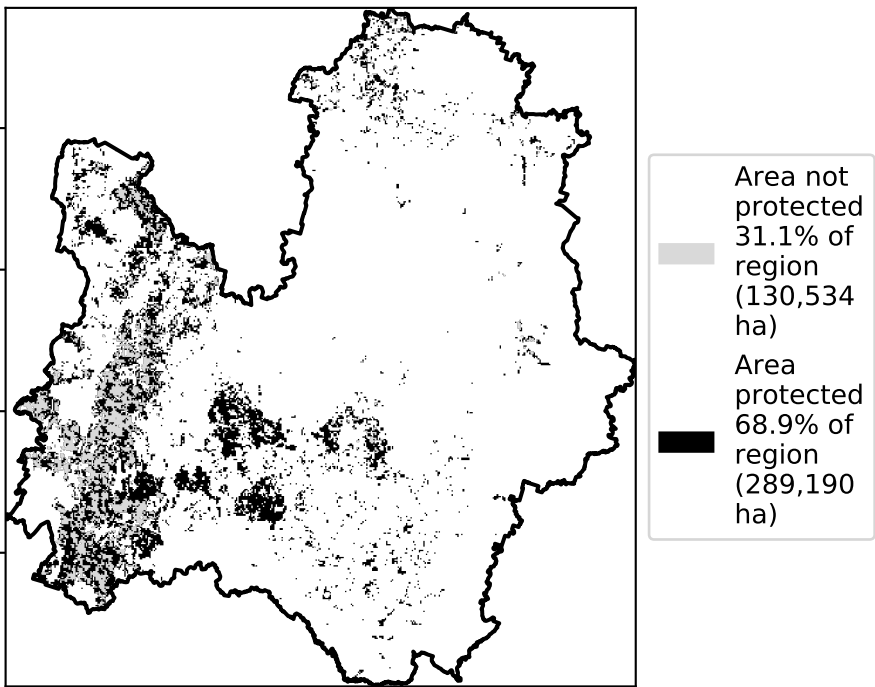 Area not
protected
31.1% of
region
(130,534
ha)
Area
protected
68.9% of
region
(289,190
ha)